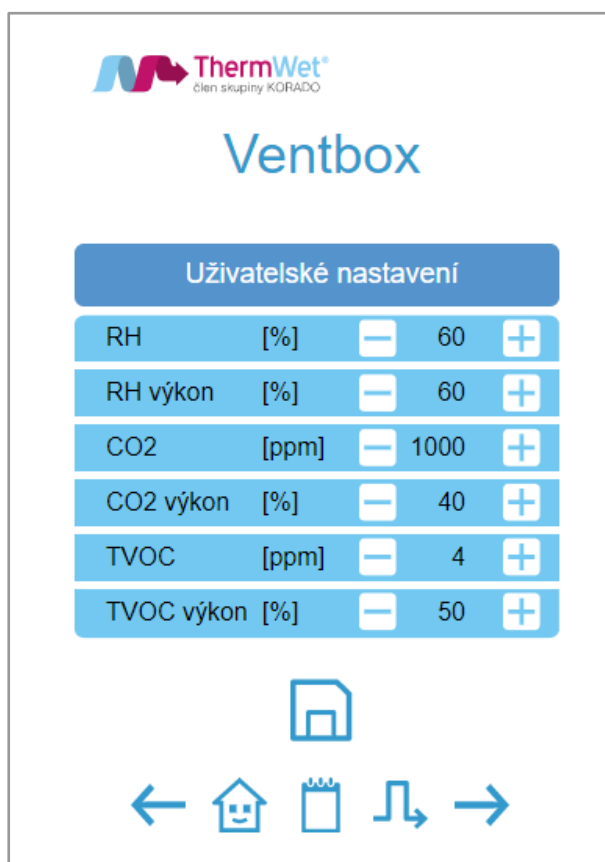 ThermWet®
člen skupiny KORADO
Ventbox
Uživatelské nastavení
RH [%] − 60 +
RH výkon [%] − 60 +
CO2 [ppm] − 1000 +
CO2 výkon [%] − 40 +
TVOC [ppm] − 4 +
TVOC výkon [%] − 50 +